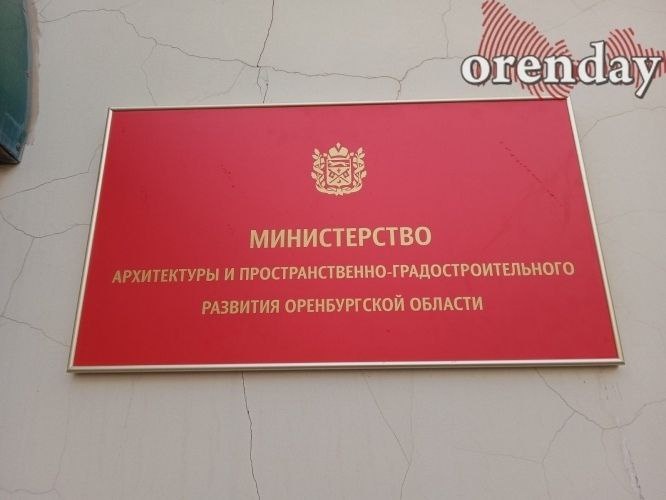 orenday
МИНИСТЕРСТВО
АРХИТЕКТУРЫ И ПРОСТРАНСТВЕННО-ГРАДОСТРОИТЕЛЬНОГО
РАЗВИТИЯ ОРЕНБУРГСКОЙ ОБЛАСТИ